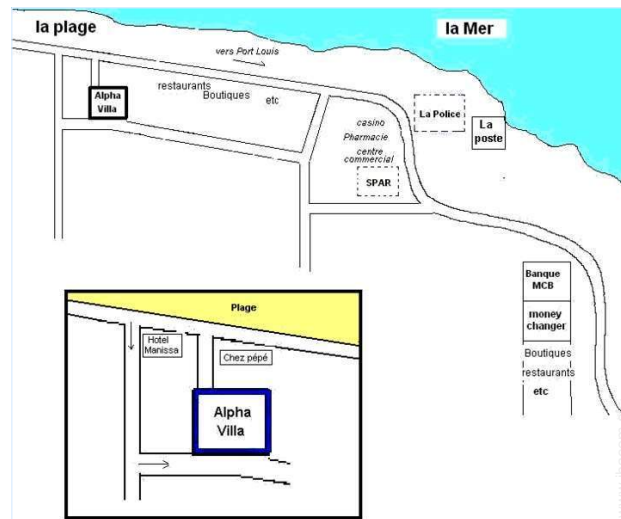 la plage
la Mer
vers Port Louis
Alpha
Villa
restaurants
Boutiques
etc
casino
Pharmacie
centre
commercial
SPAR
La Police
La
poste
Banque
MCB
money
changer
Boutiques
restaurants
etc
Plage
Hotel
Manissa
Chez pépé
Alpha
Villa